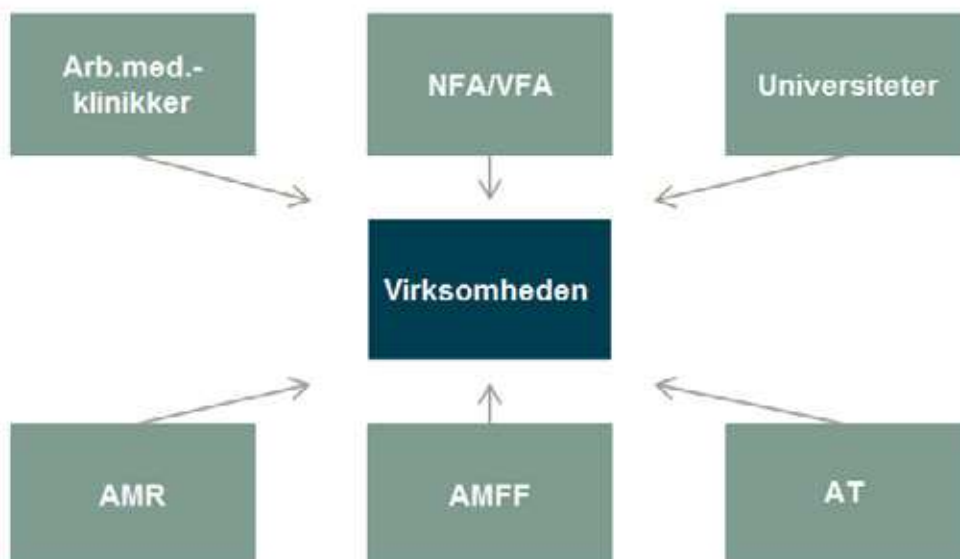 Arb.med.-
klinikker
NFA/VFA
Universiteter
Virksomheden
AMR
AMFF
AT